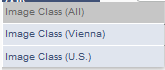 Image Class (All)
Image Class (Vienna)
Image Class (U.S.)